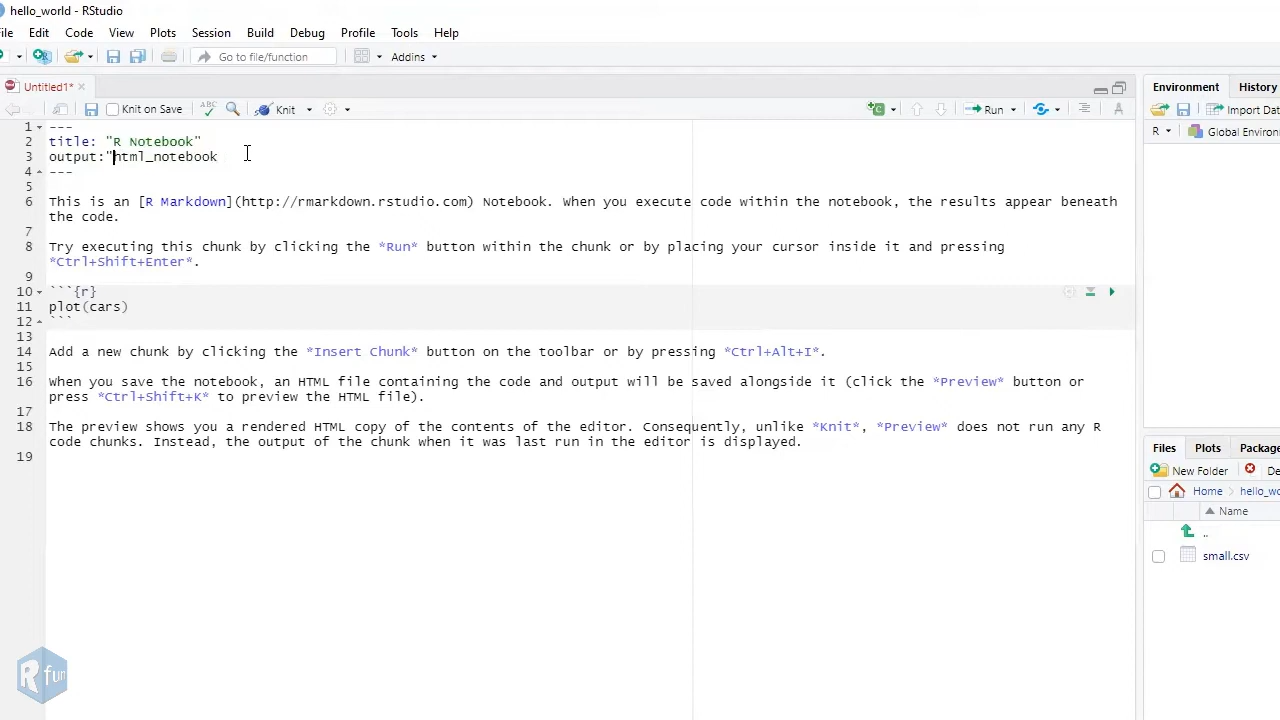 hello_world - RStudio
File Edit Code View Plots Session Build Debug Profile Tools Help
Go to file/function Addins
Untitled1*
Knit on Save ABC Knit Run
1 ---
2 title: "R Notebook"
3 output:"html_notebook
4 ---
5
6 This is an [R Markdown](http://rmarkdown.rstudio.com) Notebook. When you execute code within the notebook, the results appear beneath
the code.
7
8 Try executing this chunk by clicking the *Run* button within the chunk or by placing your cursor inside it and pressing
*Ctrl+Shift+Enter*.
9
10 ```{r}
11 plot(cars)
12 ```
13
14 Add a new chunk by clicking the *Insert Chunk* button on the toolbar or by pressing *Ctrl+Alt+I*.
15
16 When you save the notebook, an HTML file containing the code and output will be saved alongside it (click the *Preview* button or
press *Ctrl+Shift+K* to preview the HTML file).
17
18 The preview shows you a rendered HTML copy of the contents of the editor. Consequently, unlike *Knit*, *Preview* does not run any R
code chunks. Instead, the output of the chunk when it was last run in the editor is displayed.
19
Environment History
Import Dat
R Global Environ
Files Plots Package
New Folder De
Home hello_wo
Name
..
small.csv
R fun